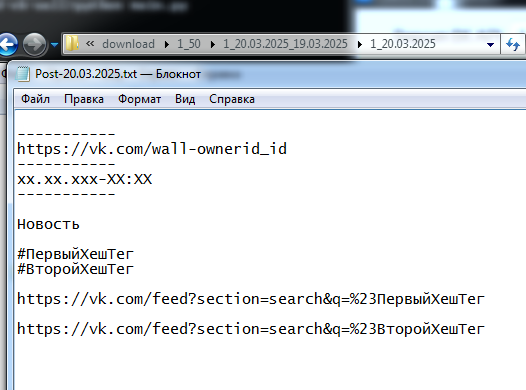 « download ▸ 1_50 ▸ 1_20.03.2025_19.03.2025 ▸ 1_20.03.2025
Post-20.03.2025.txt — Блокнот
Файл Правка Формат Вид Справка
-----------
https://vk.com/wall-ownerid_id
-----------
xx.xx.xxx-XX:XX
-----------
Новость
#ПервыйХешТег
#ВторойХешТег
https://vk.com/feed?section=search&q=%23ПервыйХешТег
https://vk.com/feed?section=search&q=%23ВторойХешТег